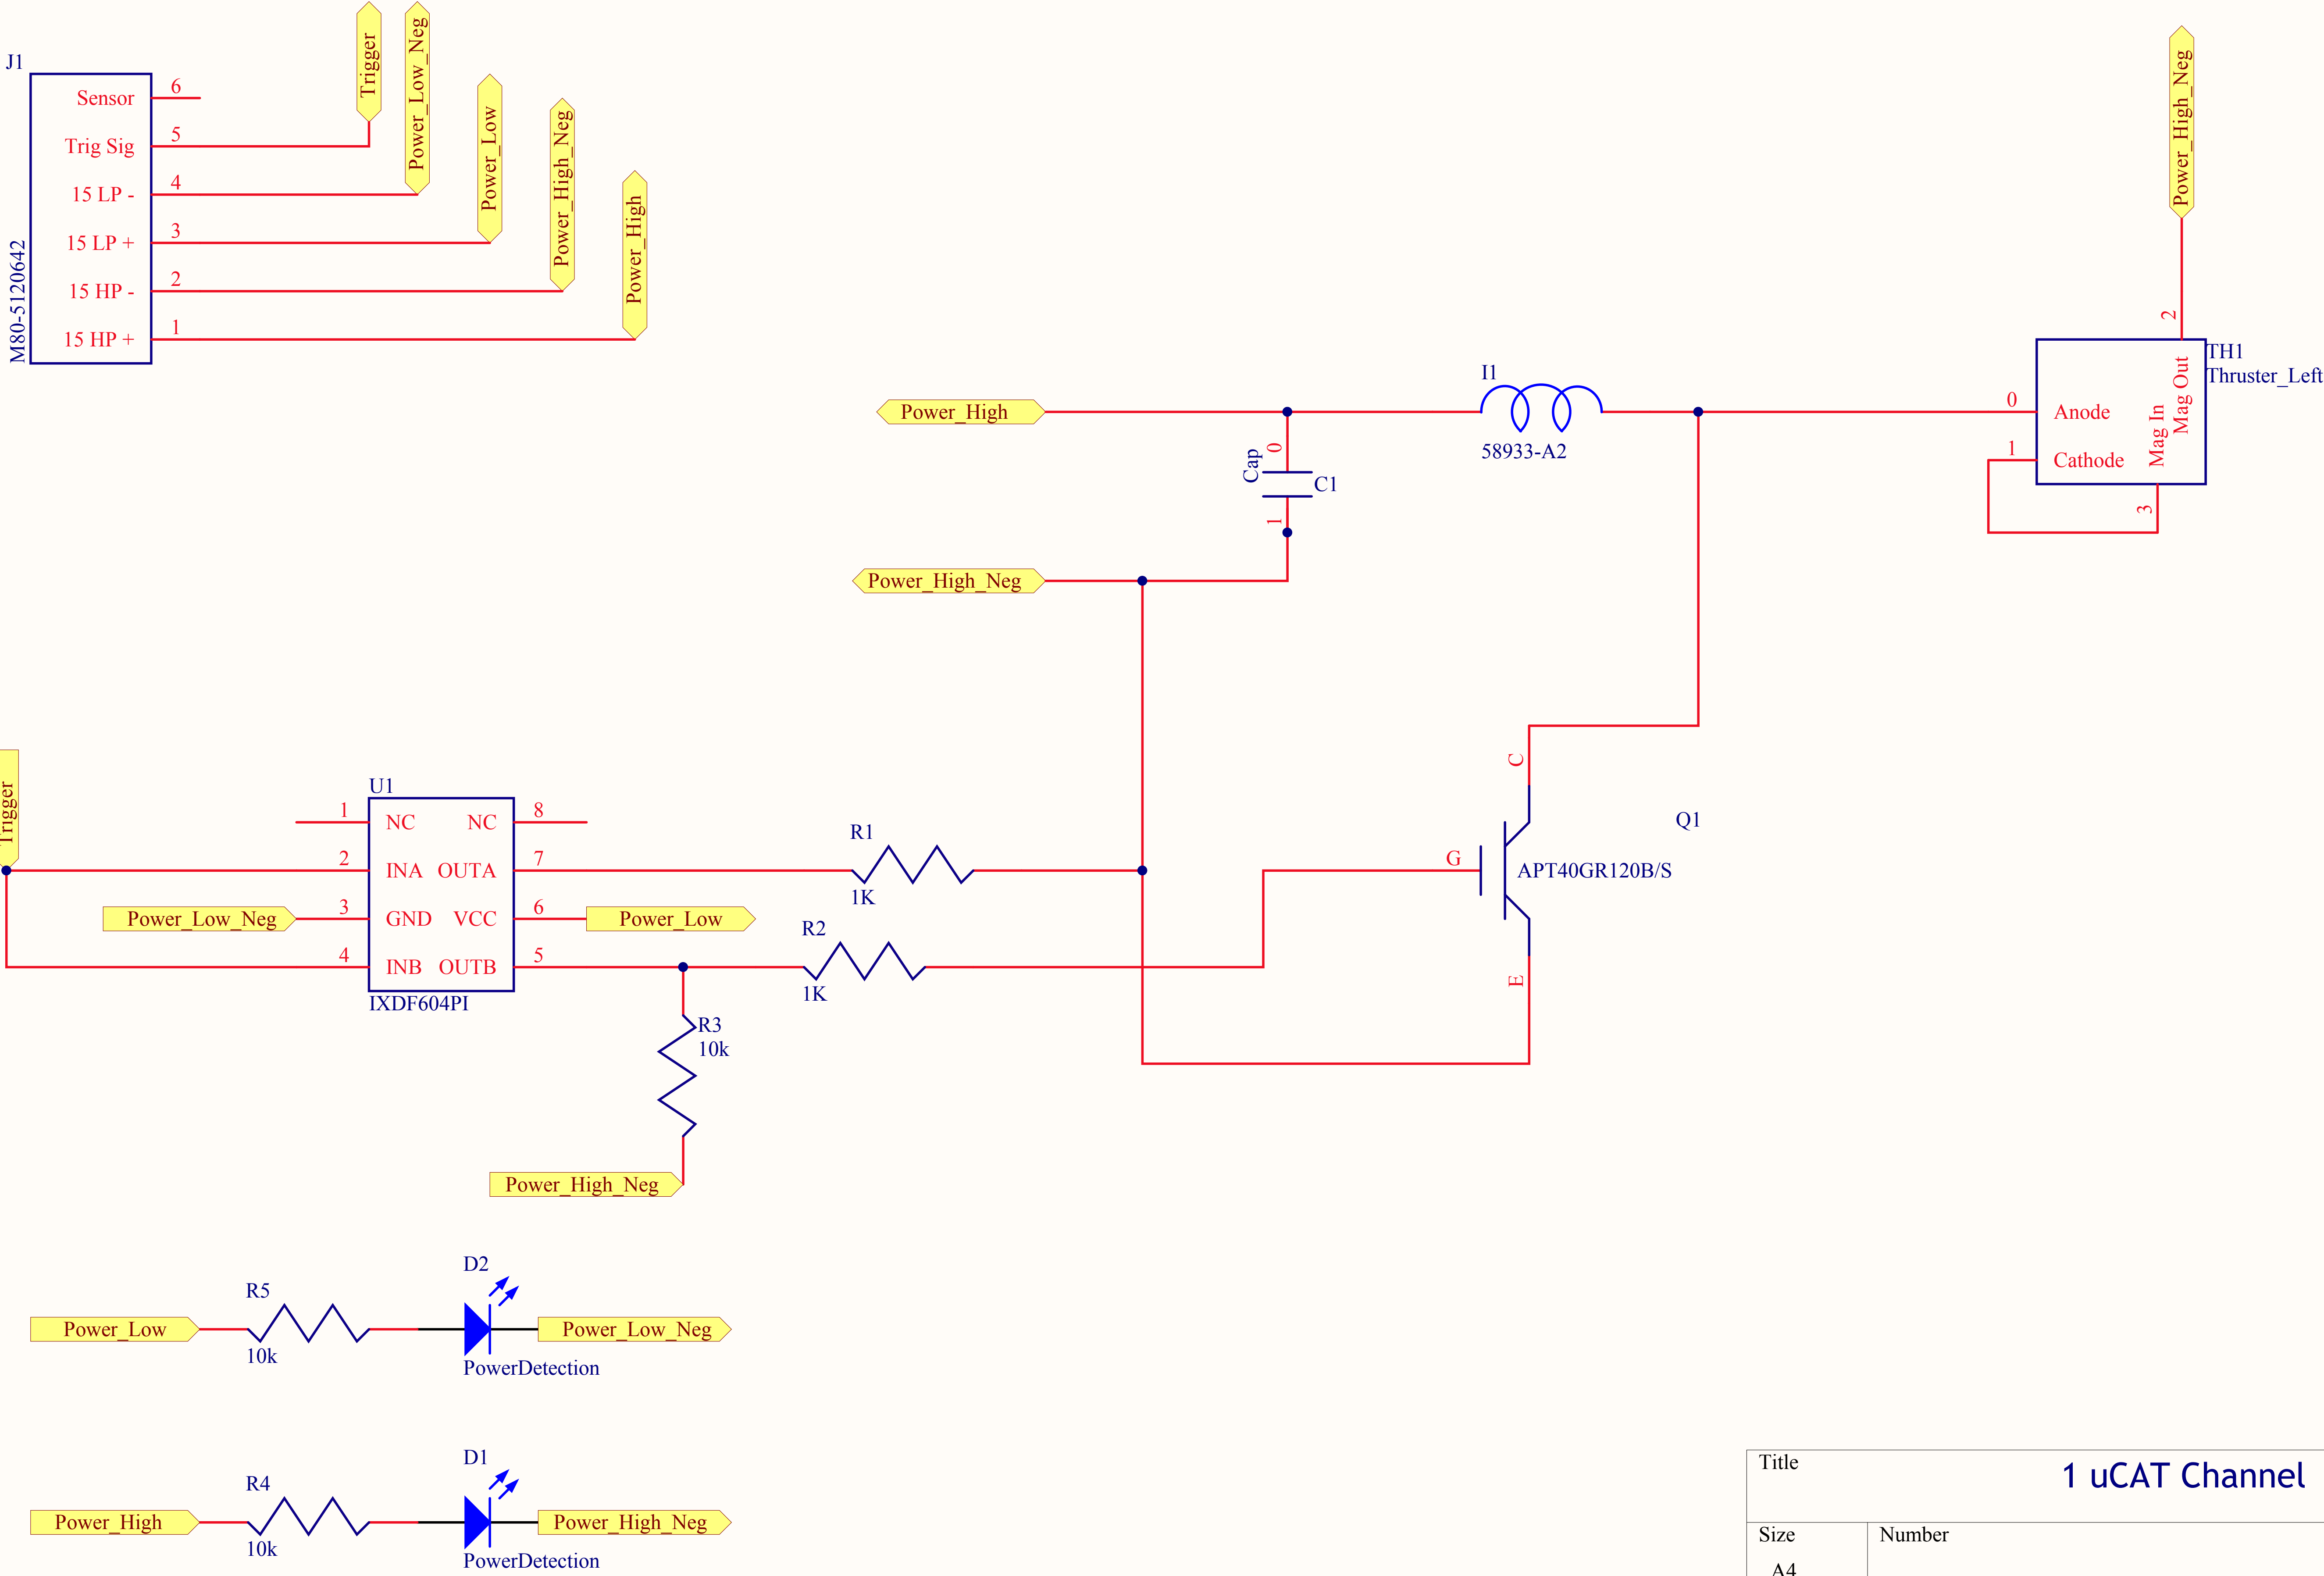 J1
M80-5120642
Sensor 6
Trig Sig 5
15 LP - 4
15 LP + 3
15 HP - 2
15 HP + 1
Trigger
Power_Low_Neg
Power_Low
Power_High_Neg
Power_High
Power_High_Neg
2
TH1
Thruster_Left
0 Anode
1 Cathode
Mag In
Mag Out
3
Power_High
I1
58933-A2
Cap
0
C1
1
Power_High_Neg
Trigger
U1
1 NC NC 8
2 INA OUTA 7
3 GND VCC 6
4 INB OUTB 5
IXDF604PI
Power_Low_Neg
Power_Low
R1
1K
R2
1K
R3
10k
Power_High_Neg
C
G
E
Q1
APT40GR120B/S
D2
R5
Power_Low
10k
Power_Low_Neg
PowerDetection
D1
R4
Power_High
10k
Power_High_Neg
PowerDetection
Title
1 uCAT Channel
Size
Number
A4